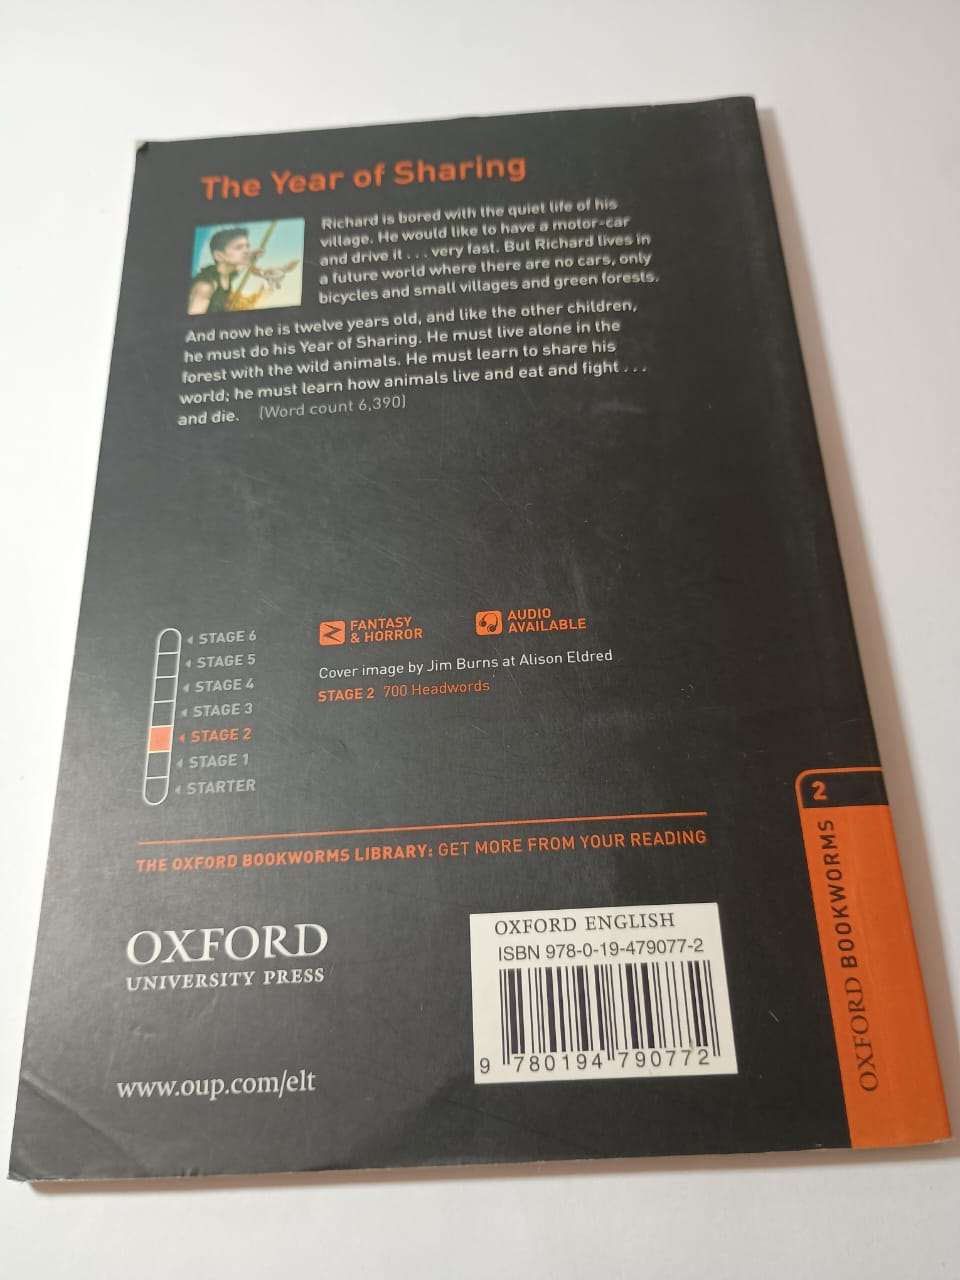 The Year of Sharing
Richard is bored with the quiet life of his
village. He would like to have a motor-car
and drive it . . . very fast. But Richard lives in
a future world where there are no cars, only
bicycles and small villages and green forests.
And now he is twelve years old, and like the other children,
he must do his Year of Sharing. He must live alone in the
forest with the wild animals. He must learn to share his
world; he must learn how animals live and eat and fight . . .
and die. (Word count 6,390)
STAGE 6
STAGE 5
STAGE 4
STAGE 3
STAGE 2
STAGE 1
STARTER
FANTASY
& HORROR
AUDIO
AVAILABLE
Cover image by Jim Burns at Alison Eldred
STAGE 2 700 Headwords
THE OXFORD BOOKWORMS LIBRARY: GET MORE FROM YOUR READING
OXFORD
UNIVERSITY PRESS
www.oup.com/elt
OXFORD ENGLISH
ISBN 978-0-19-479077-2
9 780194 790772
2
OXFORD BOOKWORMS